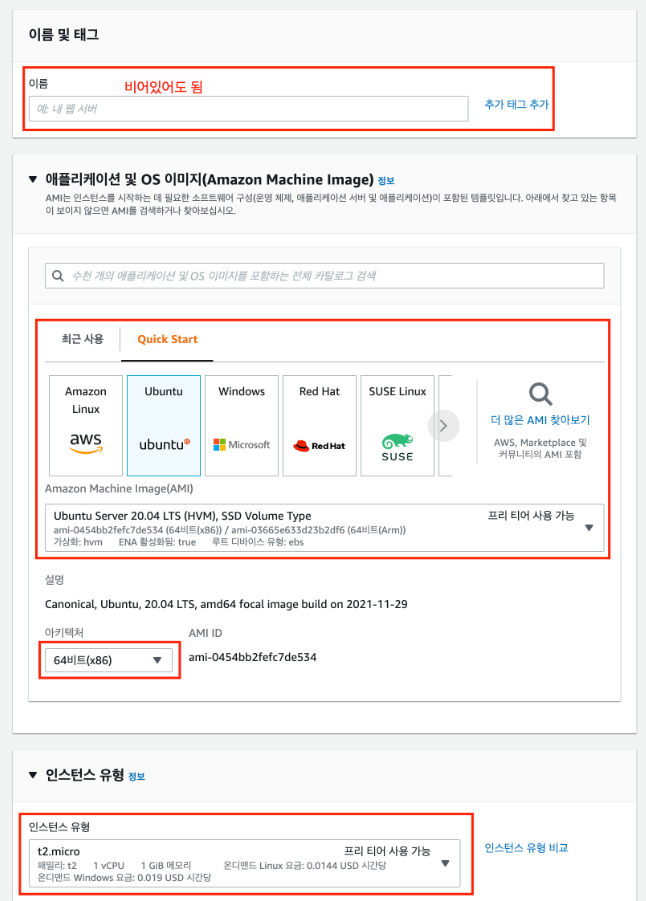 이름 및 태그
이름
비어있어도 됨
예: 내 웹 서버
추가 태그 추가
▼ 애플리케이션 및 OS 이미지(Amazon Machine Image) 정보
AMI는 인스턴스를 시작하는 데 필요한 소프트웨어 구성(운영 체제, 애플리케이션 서버 및 애플리케이션)이 포함된 템플릿입니다. 아래에서 찾고 있는 항목
이 보이지 않으면 AMI를 검색하거나 찾아보십시오.
수천 개의 애플리케이션 및 OS 이미지를 포함하는 전체 카탈로그 검색
최근 사용
Quick Start
Amazon
Linux
aws
Ubuntu
ubuntu
Windows
Microsoft
Red Hat
Red Hat
SUSE Linux
SUSE
더 많은 AMI 찾아보기
AWS, Marketplace 및
커뮤니티의 AMI 포함
Amazon Machine Image(AMI)
Ubuntu Server 20.04 LTS (HVM), SSD Volume Type
프리 티어 사용 가능
ami-0454bb2fefc7de534 (64비트(x86)) / ami-03665e633d23b2df6 (64비트(Arm))
가상화: hvm ENA 활성화됨: true 루트 디바이스 유형: ebs
설명
Canonical, Ubuntu, 20.04 LTS, amd64 focal image build on 2021-11-29
아키텍처
AMI ID
64비트(x86)
ami-0454bb2fefc7de534
▼ 인스턴스 유형 정보
인스턴스 유형
t2.micro
프리 티어 사용 가능
패밀리: t2 1 vCPU 1 GiB 메모리 온디맨드 Linux 요금: 0.0144 USD 시간당
온디맨드 Windows 요금: 0.019 USD 시간당
인스턴스 유형 비교